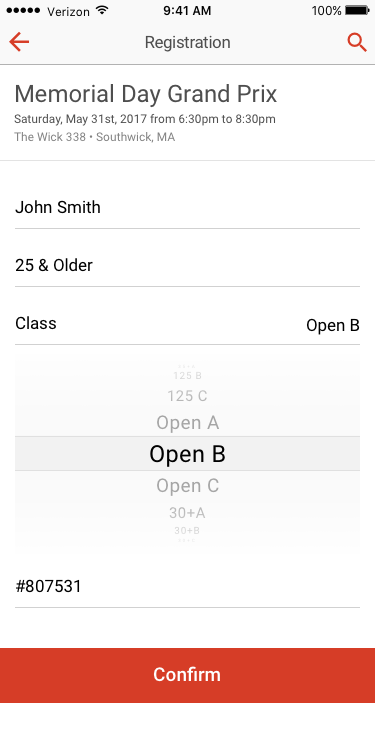 Verizon 9:41 AM 100%
Registration
Memorial Day Grand Prix
Saturday, May 31st, 2017 from 6:30pm to 8:30pm
The Wick 338 • Southwick, MA
John Smith
25 & Older
Class Open B
125 B
125 C
Open A
Open B
Open C
30+A
30+B
#807531
Confirm